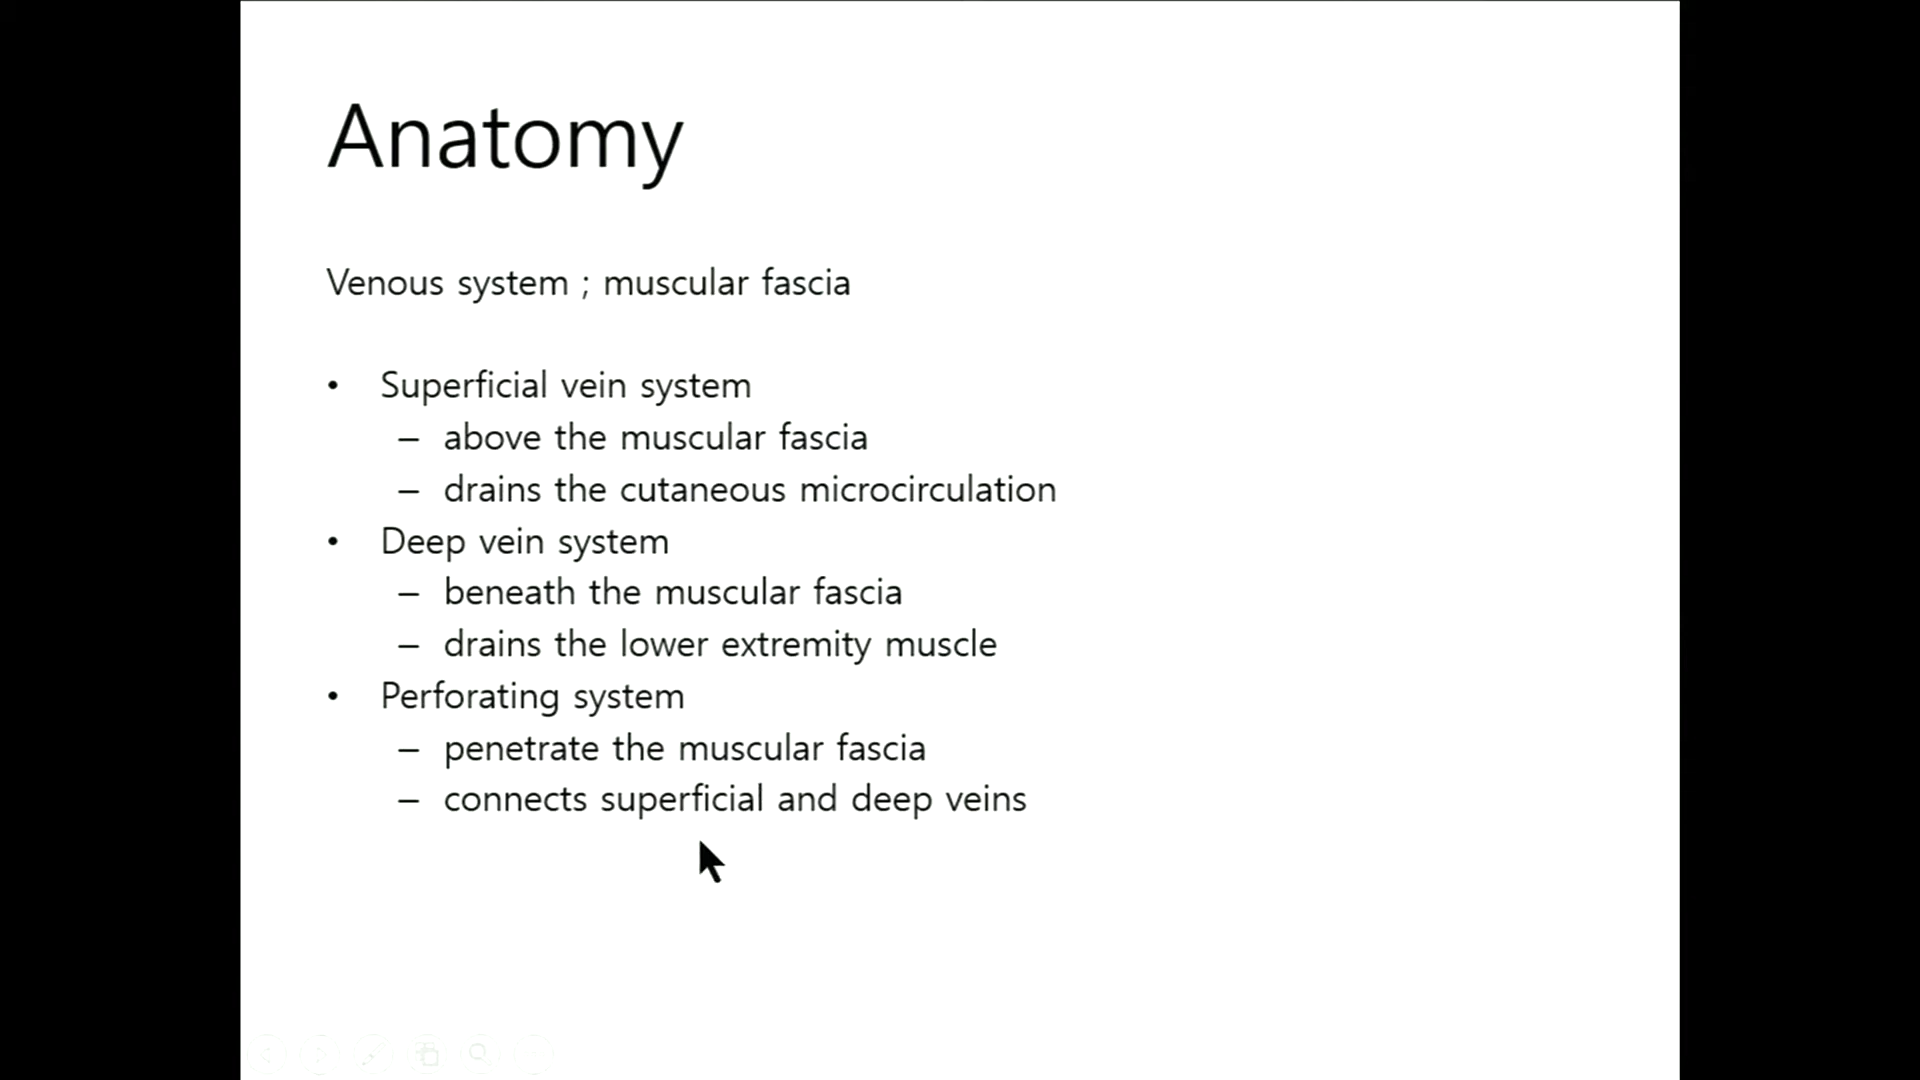 Anatomy
Venous system ; muscular fascia
• Superficial vein system
– above the muscular fascia
– drains the cutaneous microcirculation
• Deep vein system
– beneath the muscular fascia
– drains the lower extremity muscle
• Perforating system
– penetrate the muscular fascia
– connects superficial and deep veins